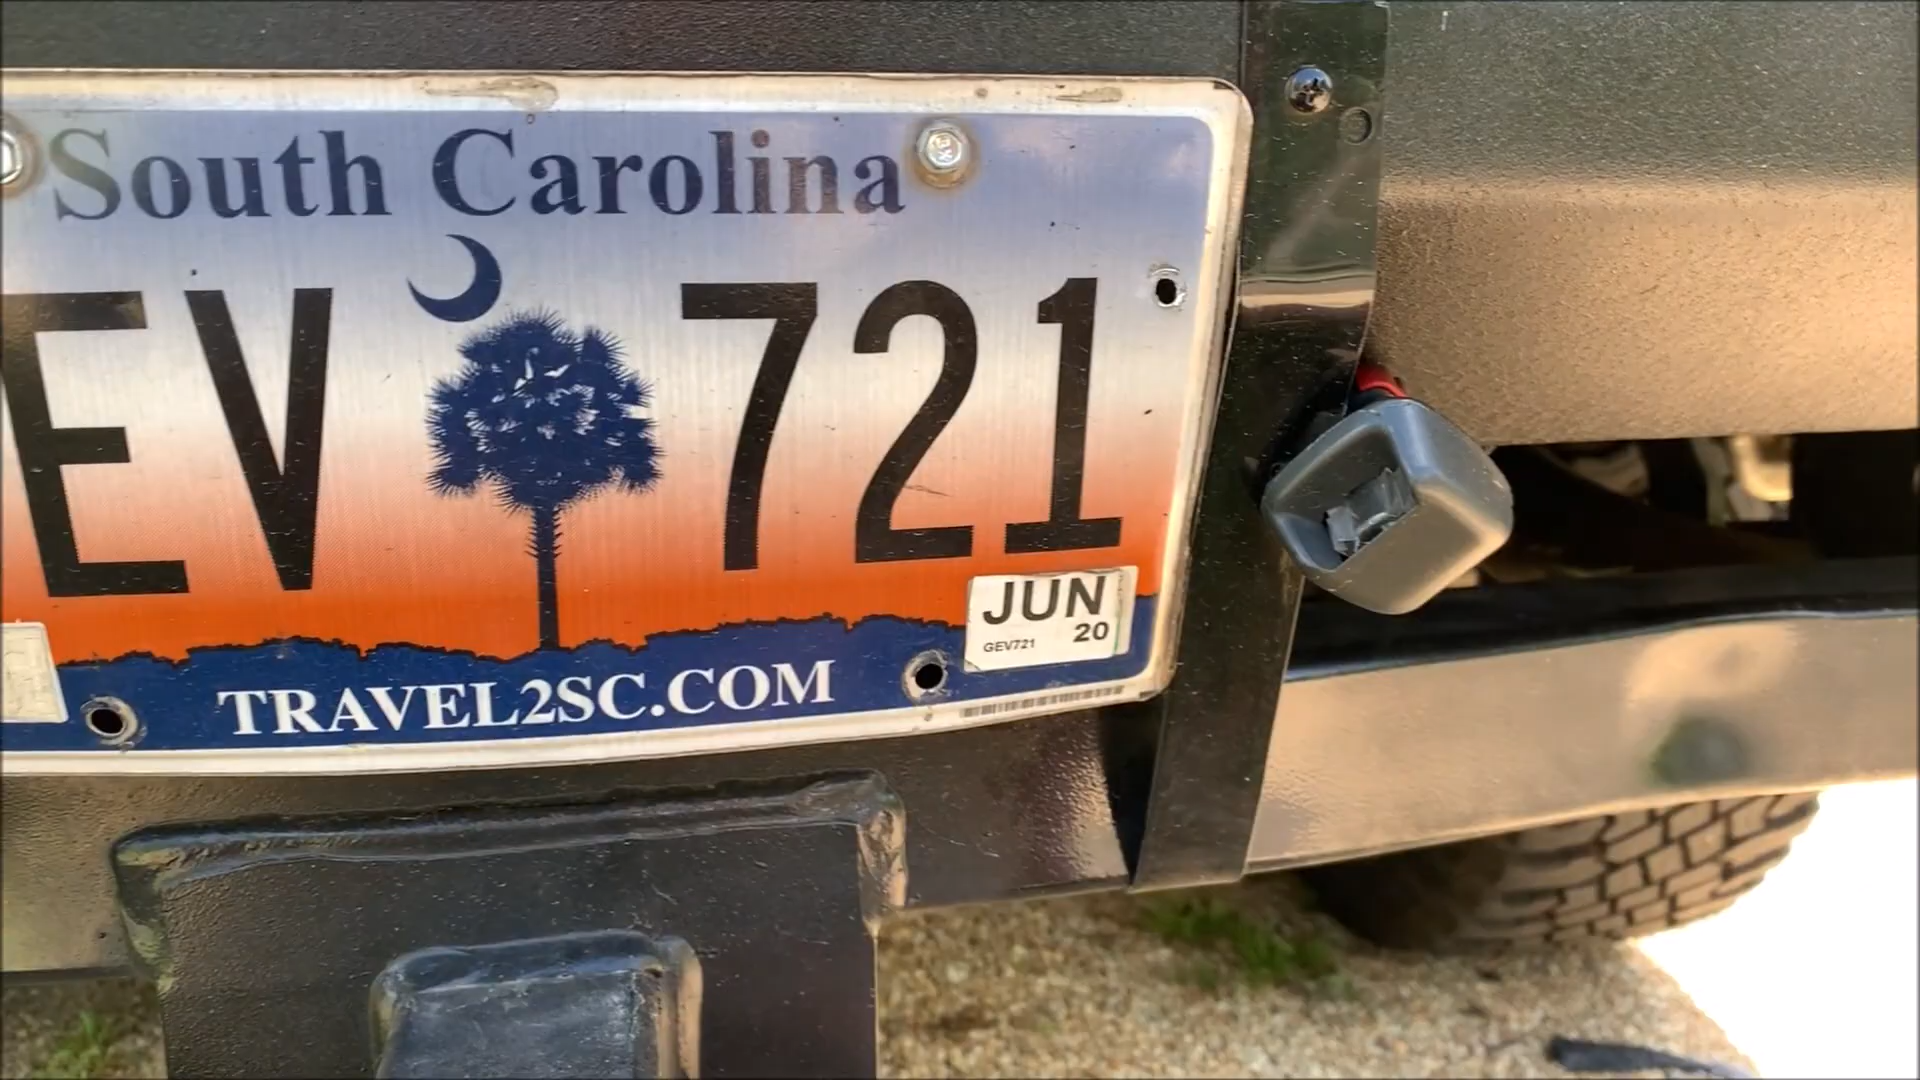 South Carolina
EV 721
JUN
GEV721 20
TRAVEL2SC.COM